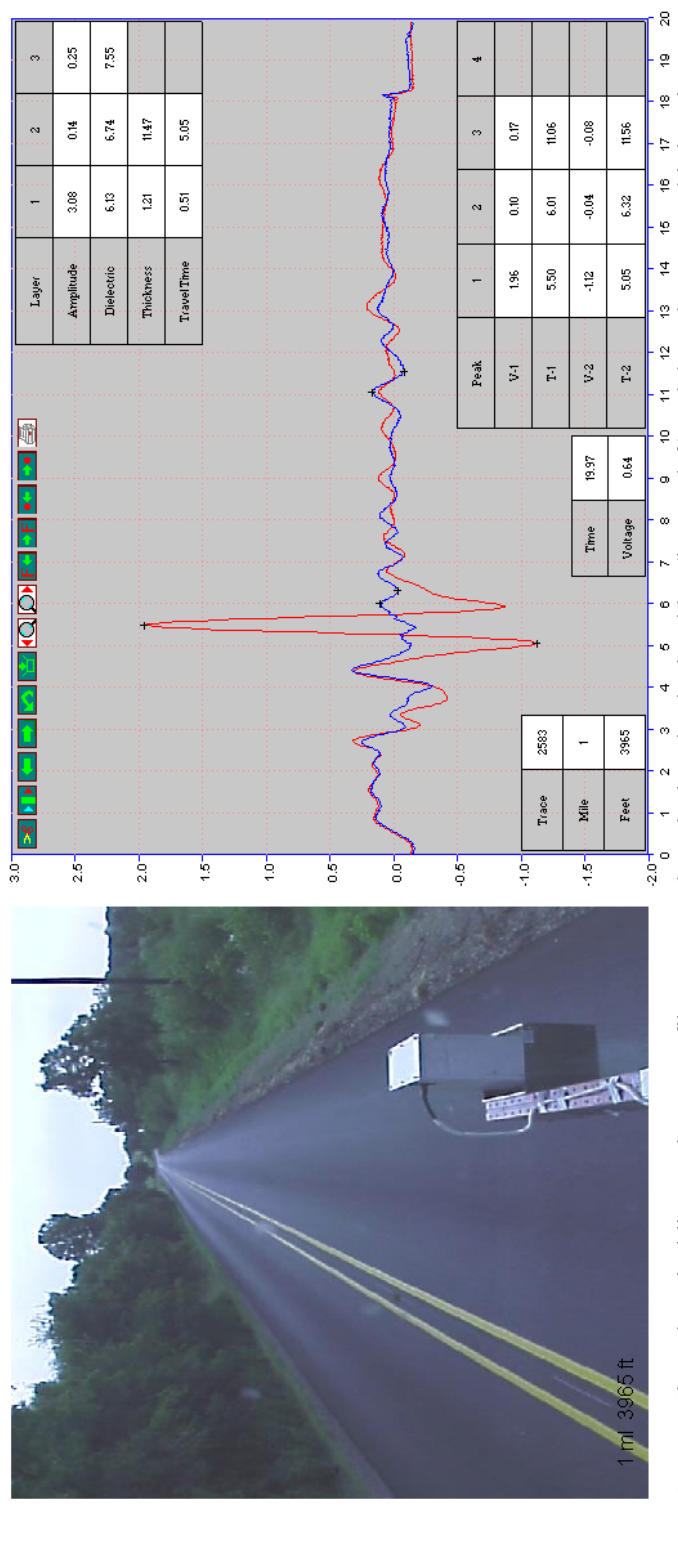 1 ml 3965 ft
3.0
2.5
2.0
1.5
1.0
0.5
0.0
-0.5
-1.0
-1.5
-2.0
0 1 2 3 4 5 6 7 8 9 10 11 12 13 14 15 16 17 18 19 20
Layer 1 2 3
Amplitude 3.08 0.14 0.25
Dielectric 6.13 6.74 7.55
Thickness 1.21 11.47
Travel Time 0.51 5.05
Trace 2583
Mile 1
Feet 3965
Time 19.97
Voltage 0.64
Peak 1 2 3 4
V-1 1.96 0.10 0.17
T-1 5.50 6.01 11.06
V-2 -1.12 -0.04 -0.08
T-2 5.05 6.32 11.56